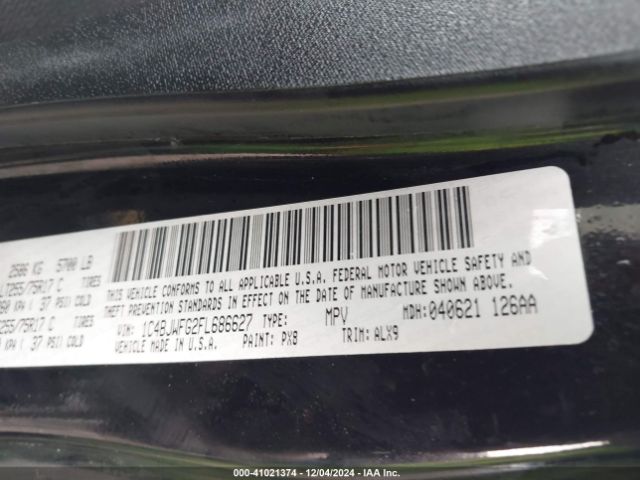 2586 KG 5700 LB
LT255/75R17 C TIRES
KPA ( 37 PSI) COLD
255/75R17 C TIRES
KPA ( 37 PSI) COLD
THIS VEHICLE CONFORMS TO ALL APPLICABLE U.S.A. FEDERAL MOTOR VEHICLE SAFETY AND
THEFT PREVENTION STANDARDS IN EFFECT ON THE DATE OF MANUFACTURE SHOWN ABOVE.
VIN: 1C4BJWFG2FL686627 TYPE: MPV MDH: 040621 126AA
VEHICLE MADE IN U.S.A. PAINT: PX8 TRIM: ALX9
000-41021374 - 12/04/2024 - IAA Inc.